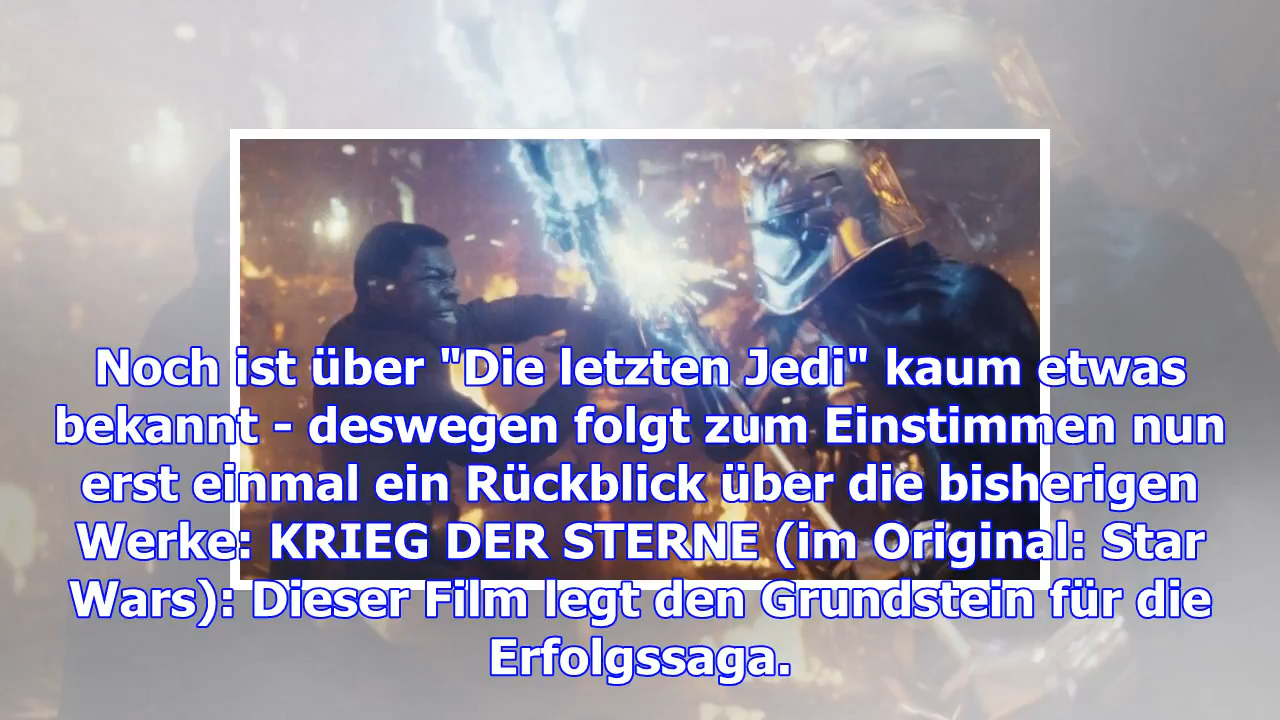 Noch ist über "Die letzten Jedi" kaum etwas
bekannt - deswegen folgt zum Einstimmen nun
erst einmal ein Rückblick über die bisherigen
Werke: KRIEG DER STERNE (im Original: Star
Wars): Dieser Film legt den Grundstein für die
Erfolgssaga.